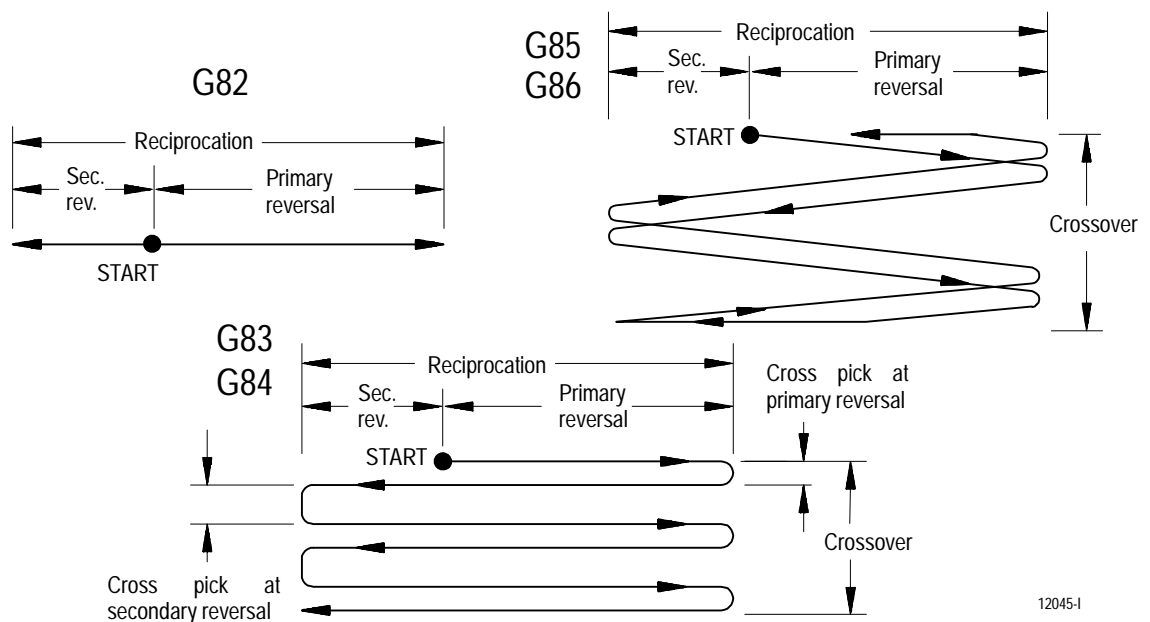 G82
Reciprocation
Sec.
rev.
Primary
reversal
START
G85
G86
Reciprocation
Sec.
rev.
Primary
reversal
START
Crossover
G83
G84
Reciprocation
Sec.
rev.
Primary
reversal
START
Cross pick at
primary reversal
Crossover
Cross pick at
secondary reversal
12045-I